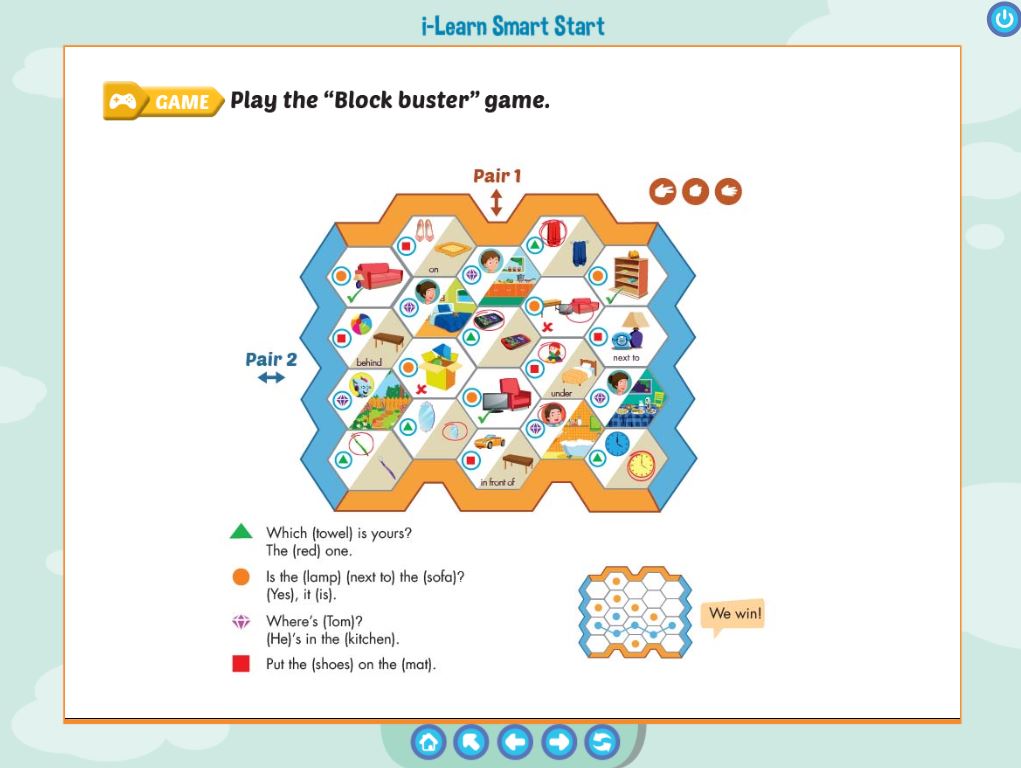 i-Learn Smart Start
GAME
Play the “Block buster” game.
Pair 1
on
Pair 2
behind
next to
under
in front of
Which (towel) is yours?
The (red) one.
Is the (lamp) (next to) the (sofa)?
(Yes), it (is).
Where’s (Tom)?
(He)’s in the (kitchen).
Put the (shoes) on the (mat).
We win!